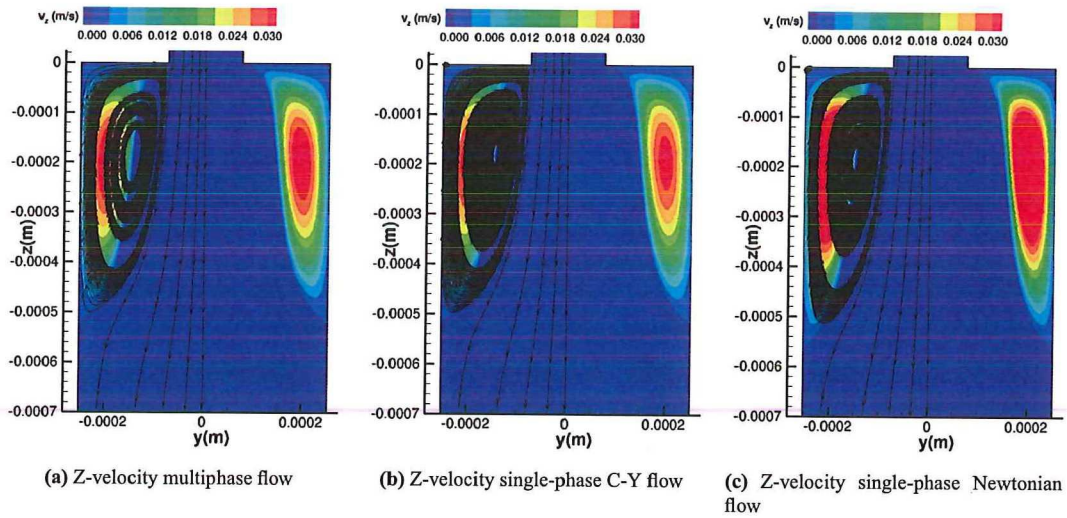 v_z (m/s)
0.000 0.006 0.012 0.018 0.024 0.030
0
-0.0001
-0.0002
-0.0003
-0.0004
-0.0005
-0.0006
-0.0007
z(m)
-0.0002 0 0.0002
y(m)
(a) Z-velocity multiphase flow
v_z (m/s)
0.000 0.006 0.012 0.018 0.024 0.030
0
-0.0001
-0.0002
-0.0003
-0.0004
-0.0005
-0.0006
-0.0007
z(m)
-0.0002 0 0.0002
y(m)
(b) Z-velocity single-phase C-Y flow
v_z (m/s)
0.000 0.006 0.012 0.018 0.024 0.030
0
-0.0001
-0.0002
-0.0003
-0.0004
-0.0005
-0.0006
-0.0007
z(m)
-0.0002 0 0.0002
y(m)
(c) Z-velocity single-phase Newtonian
flow